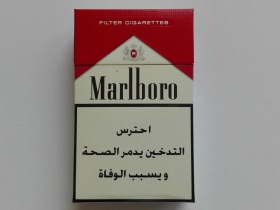 FILTER CIGARETTES
Marlboro
احترس
التدخين يدمر الصحة
ويسبب الوفاة